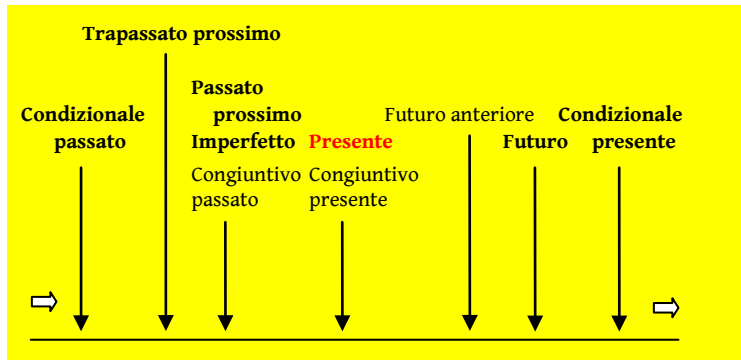 Trapassato prossimo
Passato
prossimo
Condizionale
passato
Imperfetto
Presente
Futuro anteriore
Futuro
Condizionale
presente
Congiuntivo
passato
Congiuntivo
presente